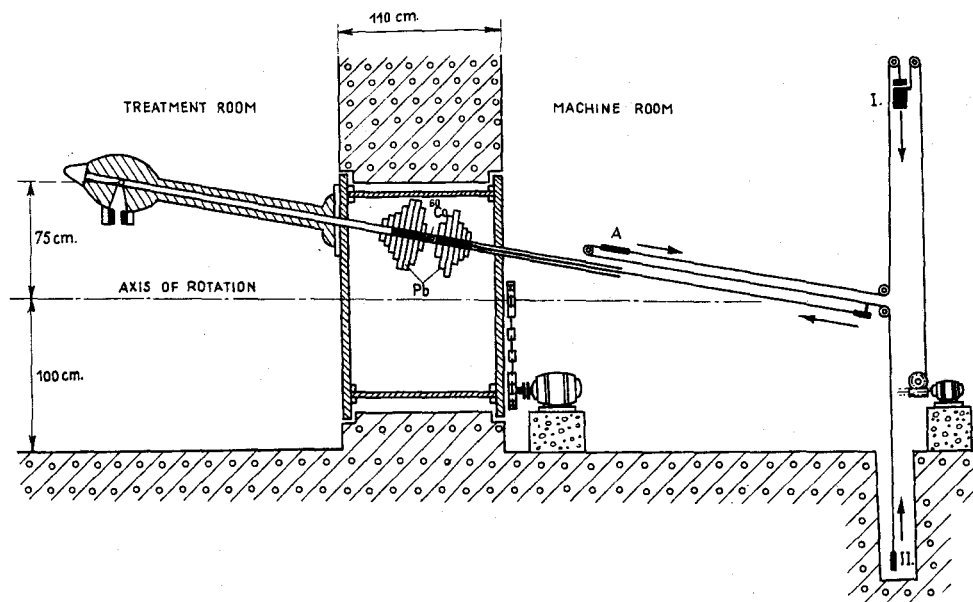 110 cm.
TREATMENT ROOM
MACHINE ROOM
I.
60
Co
A
75 cm.
Pb
AXIS OF ROTATION
100 cm.
II.